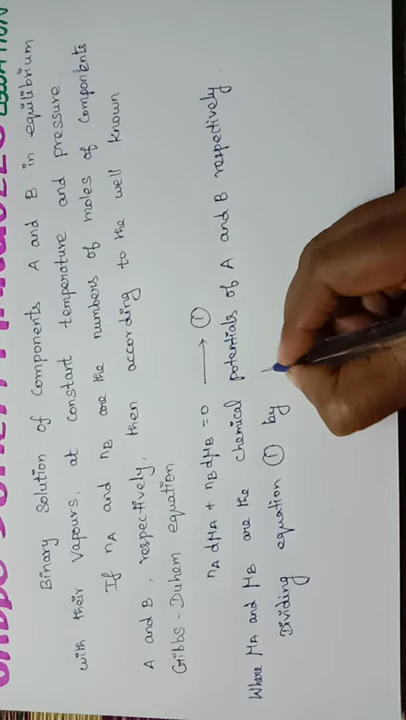 EQUATION
Binary Solution of Components A and B in equilibrium
with their Vapours, at Constant temperature and pressure.
If nA and nB are the numbers of moles of Components
A and B, respectively, then according to the well known
Gibbs-Duhem equation
nA dμA + nB dμB = 0 → ①
Where μA and μB are the chemical potentials of A and B respectively.
Dividing equation ① by